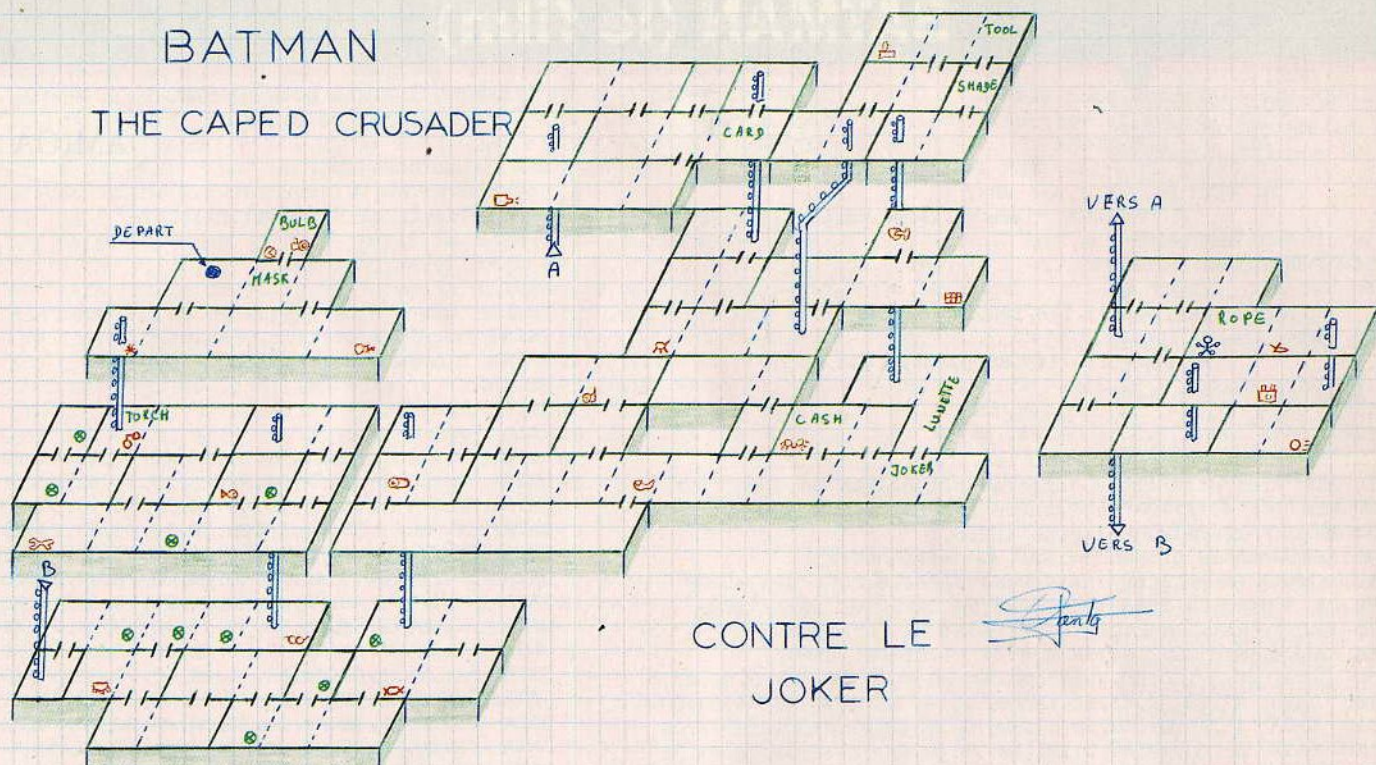 BATMAN
THE CAPED CRUSADER
TOOL
SHADE
CARD
A
DEPART
BULB
MASK
VERS A
ROPE
VERS B
TORCH
CASH
LUNETTE
JOKER
B
CONTRE LE
JOKER